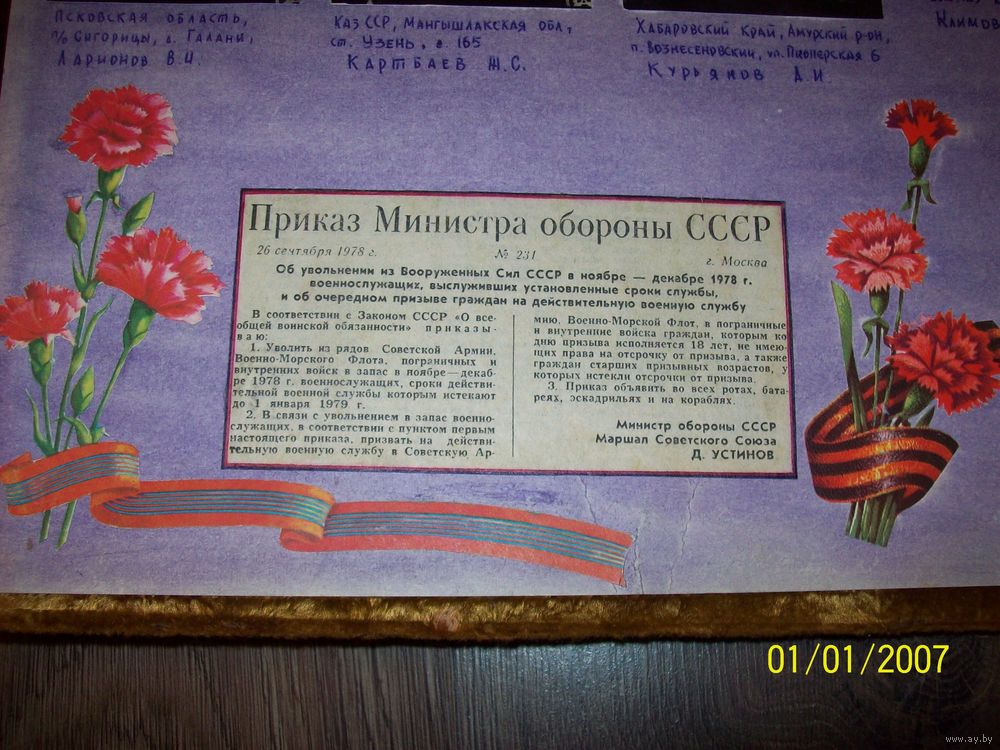 Псковская область,
п/о Сигорицы, д. Галани,
Ларионов В.И.
Каз ССР, Мангышлакская обл,
ст. Узень, д. 165
Картбаев Ж.С.
Хабаровский край, Амурский р-он,
п. Вознесеновский, ул. Пионерская 6
Курьянов А.И
Климов
Приказ Министра обороны СССР
26 сентября 1978 г. № 231 г. Москва
Об увольнении из Вооруженных Сил СССР в ноябре — декабре 1978 г.
военнослужащих, выслуживших установленные сроки службы,
и об очередном призыве граждан на действительную военную службу
В соответствии с Законом СССР «О все-
общей воинской обязанности» приказы-
ваю:
1. Уволить из рядов Советской Армии,
Военно-Морского Флота, пограничных и
внутренних войск в запас в ноябре—декаб-
ре 1978 г. военнослужащих, сроки действи-
тельной военной службы которым истекают
до 1 января 1979 г.
2. В связи с увольнением в запас военно-
служащих, в соответствии с пунктом первым
настоящего приказа, призвать на действи-
тельную военную службу в Советскую Ар-
мию, Военно-Морской Флот, в пограничные
и внутренние войска граждан, которым ко
дню призыва исполняется 18 лет, не имею-
щих права на отсрочку от призыва, а также
граждан старших призывных возрастов, у
которых истекли отсрочки от призыва.
3. Приказ объявить во всех ротах, бата-
реях, эскадрильях и на кораблях.
Министр обороны СССР
Маршал Советского Союза
Д. УСТИНОВ
01/01/2007
www.ay.by